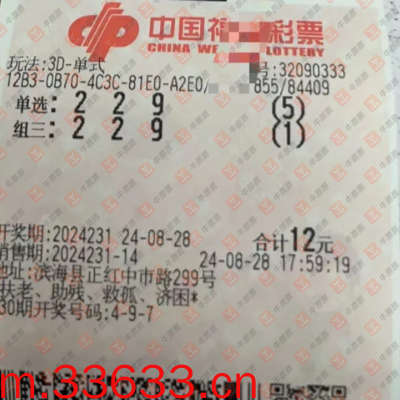 中国福 彩票
CHINA WE LOTTERY
玩法:3D-单式 号:32090333
12B3-0B70-4C3C-81E0-A2E0/ 855/84409
单选: 2 2 9 (5)
组三: 2 2 9 (1)
开奖期:2024231 24-08-28 合计12元
销售期:2024231-14 24-08-28 17:59:19
地址:滨海县正红中市路299号
扶老、助残、救孤、济困*
30期开奖号码:4-9-7
m.33633.cn